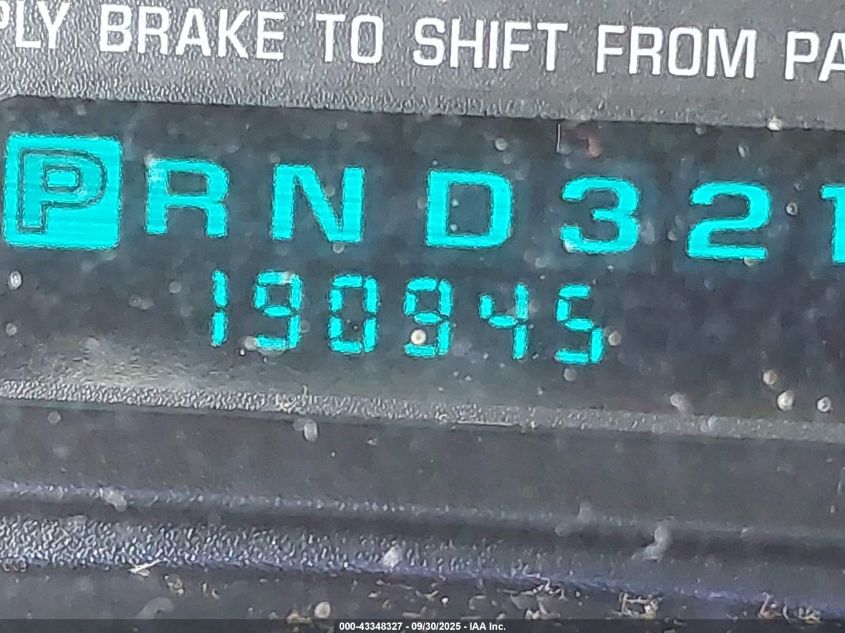 PLY BRAKE TO SHIFT FROM PA
P R N D 3 2 1
190945
000-43348327 - 09/30/2025 - IAA Inc.